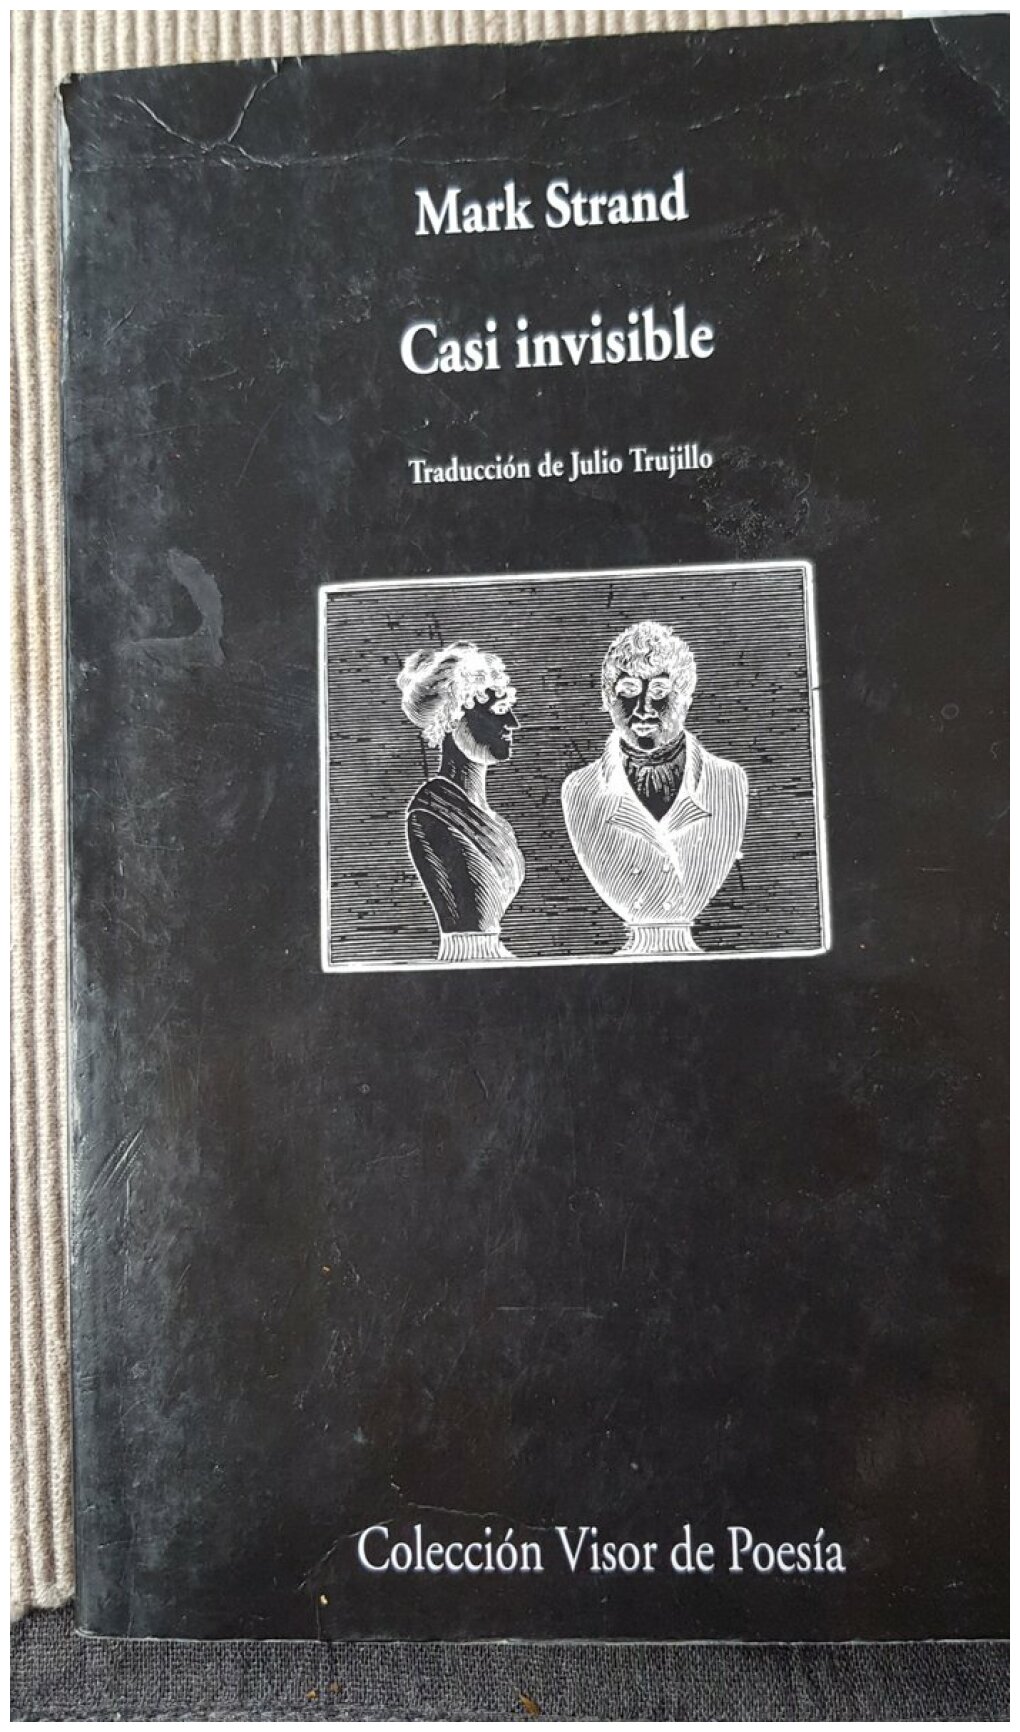 Mark Strand
Casi invisible
Traducción de Julio Trujillo
Colección Visor de Poesía